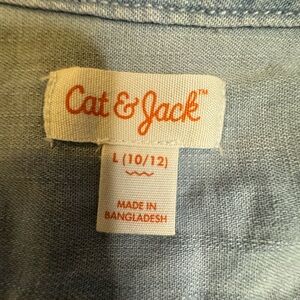 Cat & Jack™
L (10/12)
MADE IN
BANGLADESH